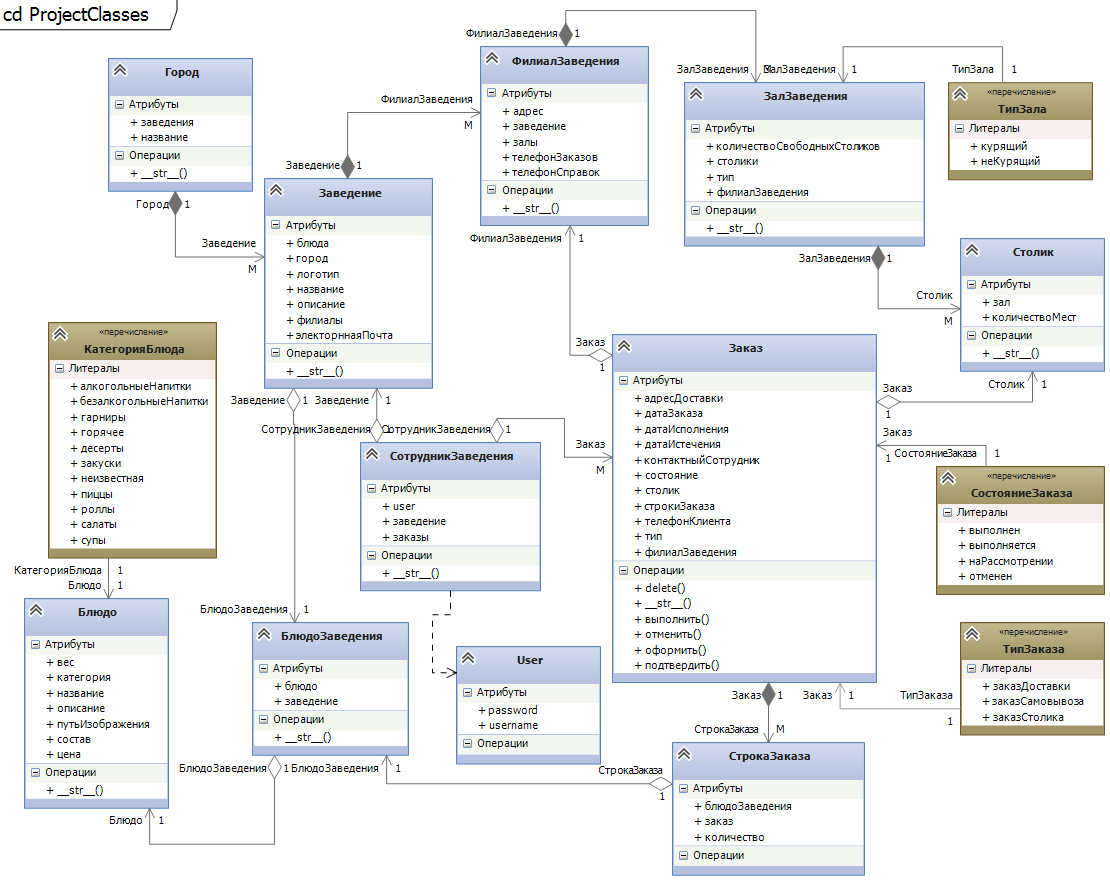 cd ProjectClasses
Город
Атрибуты
+ заведения
+ название
Операции
+ __str__()
Город
1
Заведение
М
Заведение
1
ФилиалЗаведения
М
Заведение
Атрибуты
+ блюда
+ город
+ логотип
+ название
+ описание
+ филиалы
+ электорннаяПочта
Операции
+ __str__()
ФилиалЗаведения
1
ФилиалЗаведения
Атрибуты
+ адрес
+ заведение
+ залы
+ телефонЗаказов
+ телефонСправок
Операции
+ __str__()
ФилиалЗаведения
1
ЗалЗаведения
М
ЗалЗаведения
1
ТипЗала
1
ЗалЗаведения
Атрибуты
+ количествоСвободныхСтоликов
+ столики
+ тип
+ филиалЗаведения
Операции
+ __str__()
«перечисление»
ТипЗала
Литералы
+ курящий
+ неКурящий
ЗалЗаведения
1
Столик
М
Столик
Атрибуты
+ зал
+ количествоМест
Операции
+ __str__()
Столик
1
«перечисление»
КатегорияБлюда
Литералы
+ алкогольныеНапитки
+ безалкогольныеНапитки
+ гарниры
+ горячее
+ десерты
+ закуски
+ неизвестная
+ пиццы
+ роллы
+ салаты
+ супы
КатегорияБлюда
1
Блюдо
1
Блюдо
Атрибуты
+ вес
+ категория
+ название
+ описание
+ путьИзображения
+ состав
+ цена
Операции
+ __str__()
Блюдо
1
Заведение
1
Заведение
1
СотрудникЗаведения
1
СотрудникЗаведения
1
Заказ
М
СотрудникЗаведения
Атрибуты
+ user
+ заведение
+ заказы
Операции
+ __str__()
БлюдоЗаведения
1
БлюдоЗаведения
Атрибуты
+ блюдо
+ заведение
Операции
+ __str__()
БлюдоЗаведения
1
БлюдоЗаведения
1
User
Атрибуты
+ password
+ username
Операции
Заказ
1
Заказ
Атрибуты
+ адресДоставки
+ датаЗаказа
+ датаИсполнения
+ датаИстечения
+ контактныйСотрудник
+ состояние
+ столик
+ строкиЗаказа
+ телефонКлиента
+ тип
+ филиалЗаведения
Операции
+ delete()
+ __str__()
+ выполнить()
+ отменить()
+ оформить()
+ подтвердить()
Заказ
1
Заказ
1
СостояниеЗаказа
1
«перечисление»
СостояниеЗаказа
Литералы
+ выполнен
+ выполняется
+ наРассмотрении
+ отменен
«перечисление»
ТипЗаказа
Литералы
+ заказДоставки
+ заказСамовывоза
+ заказСтолика
Заказ
1
Заказ
1
ТипЗаказа
1
СтрокаЗаказа
М
СтрокаЗаказа
1
СтрокаЗаказа
Атрибуты
+ блюдоЗаведения
+ заказ
+ количество
Операции